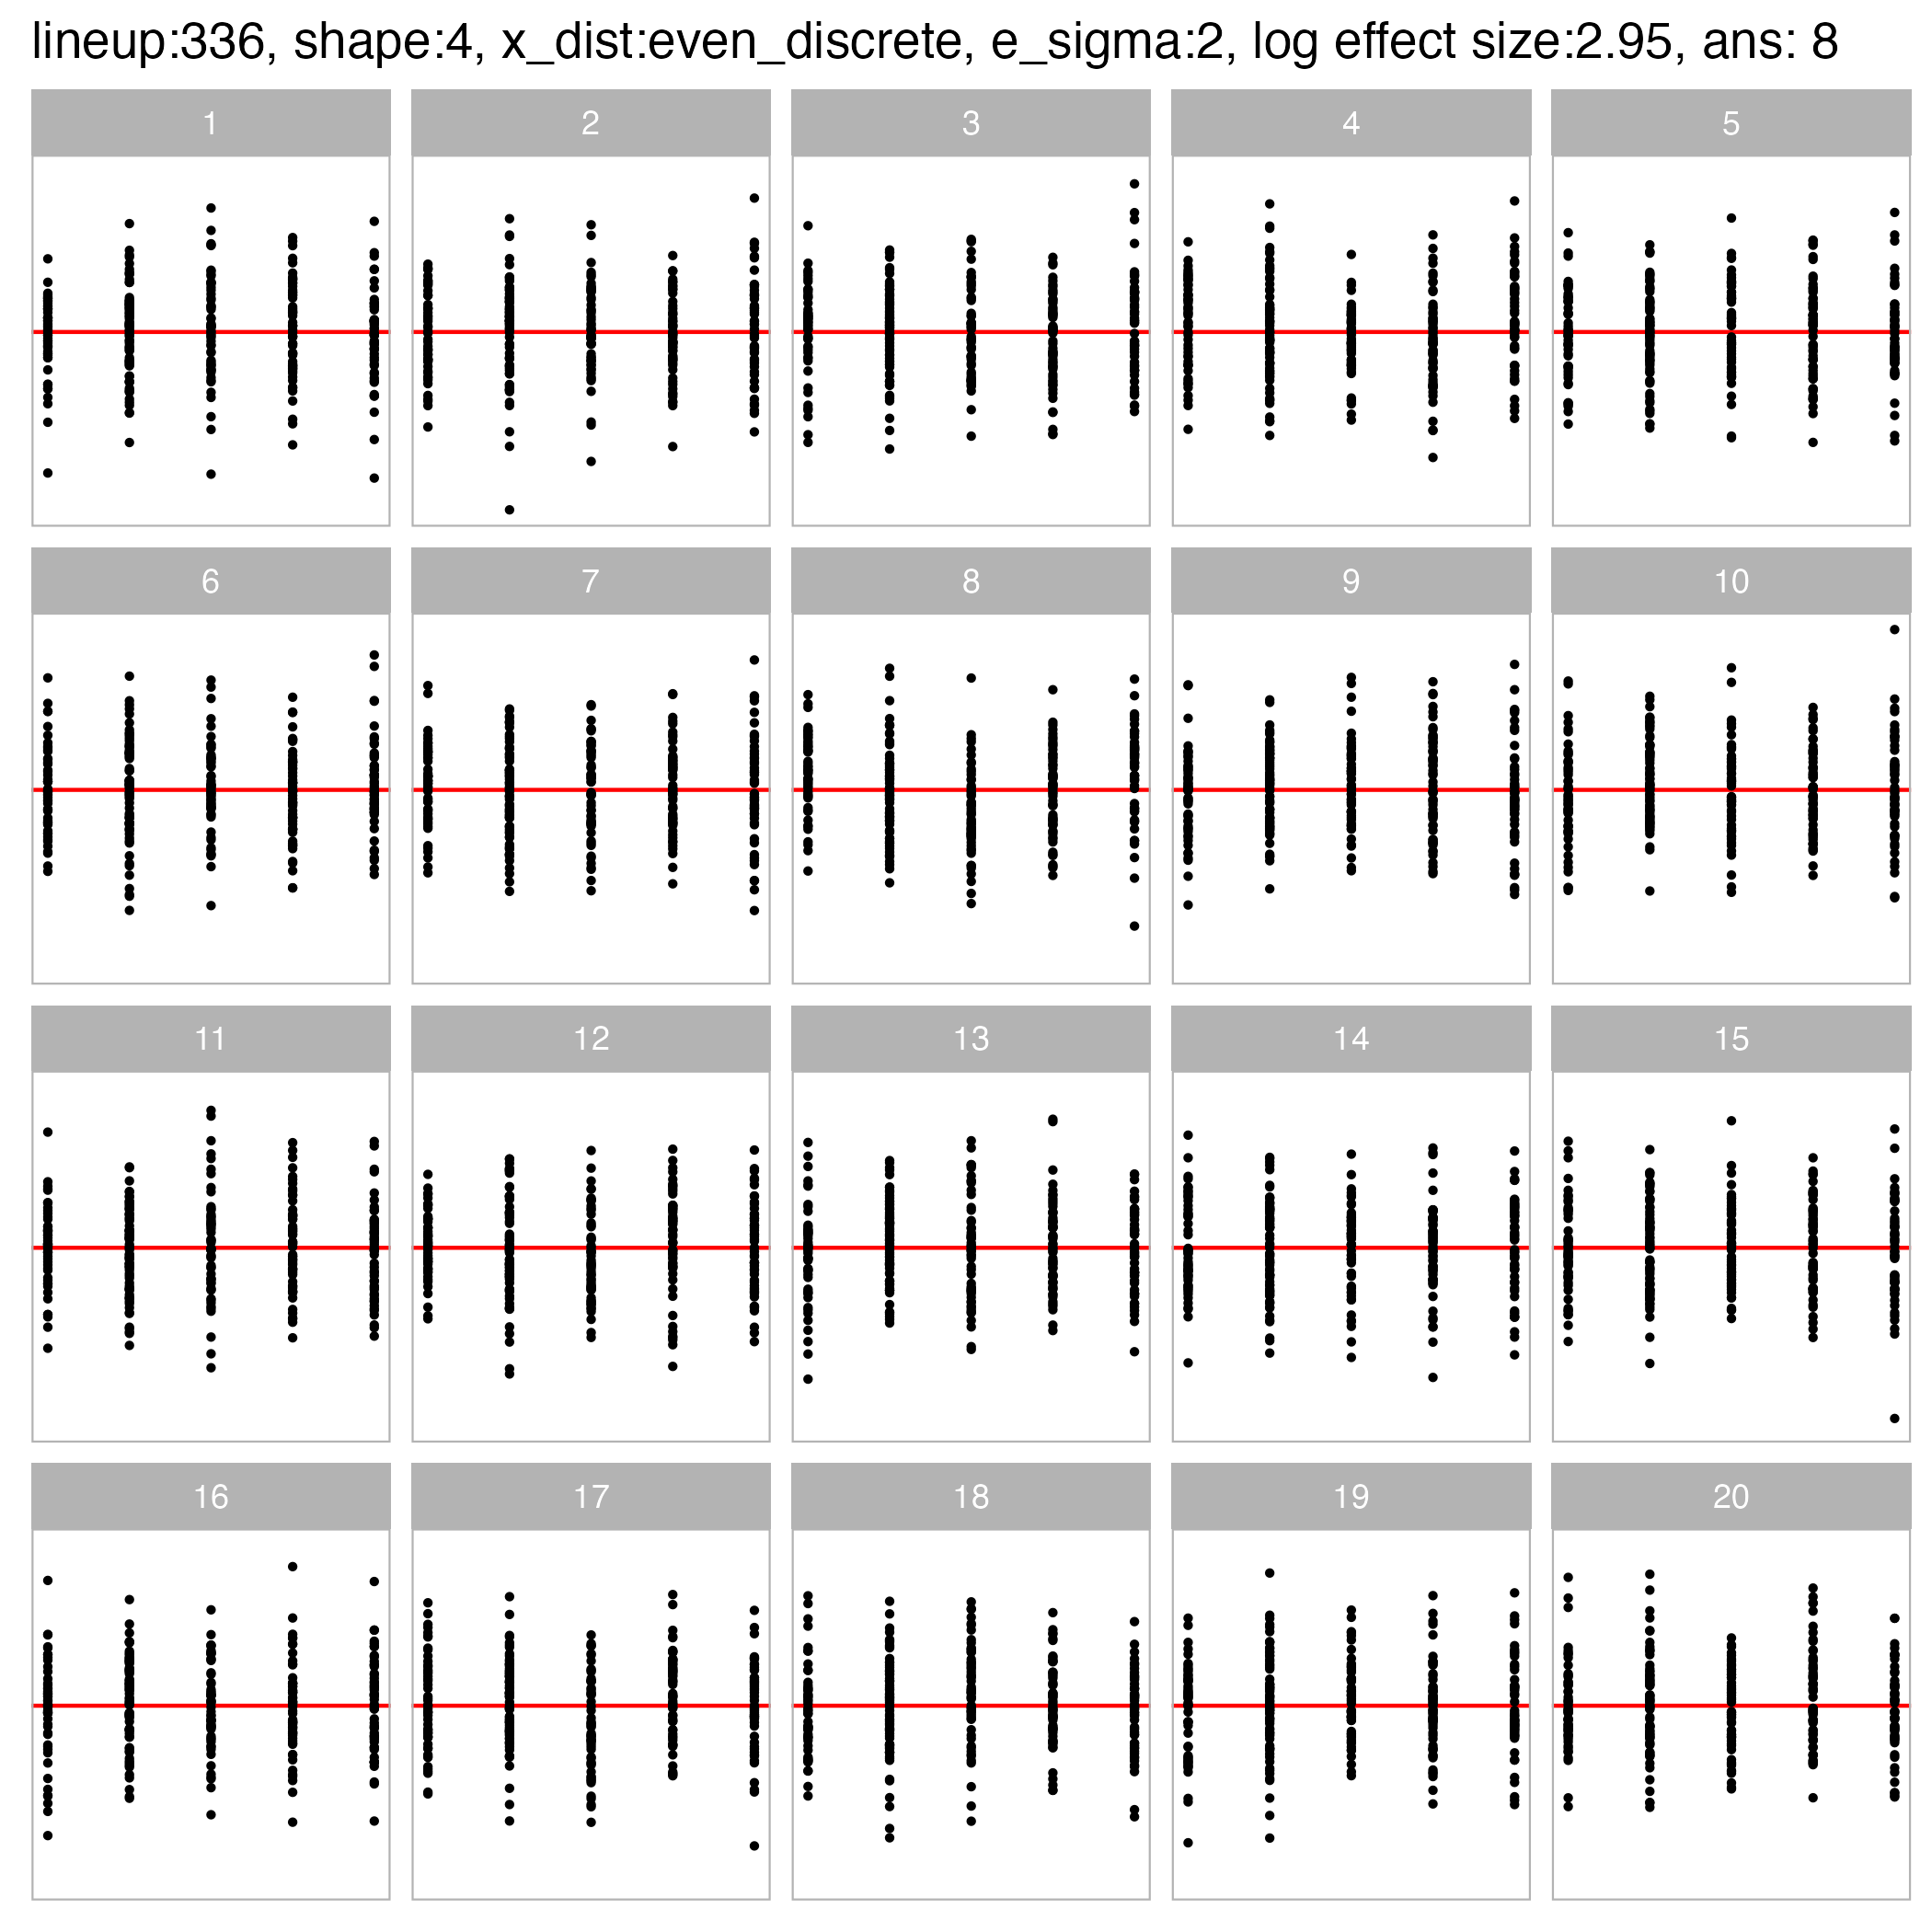 lineup:336, shape:4, x_dist:even_discrete, e_sigma:2, log effect size:2.95, ans: 8
1 2 3 4 5
6 7 8 9 10
11 12 13 14 15
16 17 18 19 20